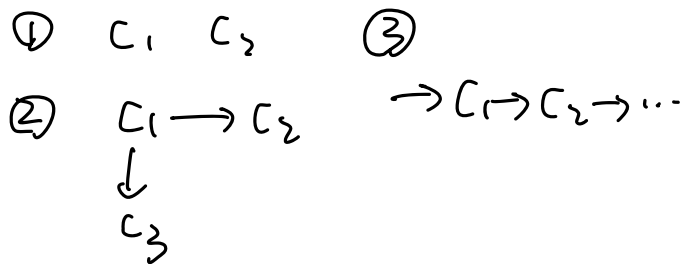 ① C₁ C₂ ③
→ C₁ → C₂ → ...
② C₁ → C₂
↓
C₃